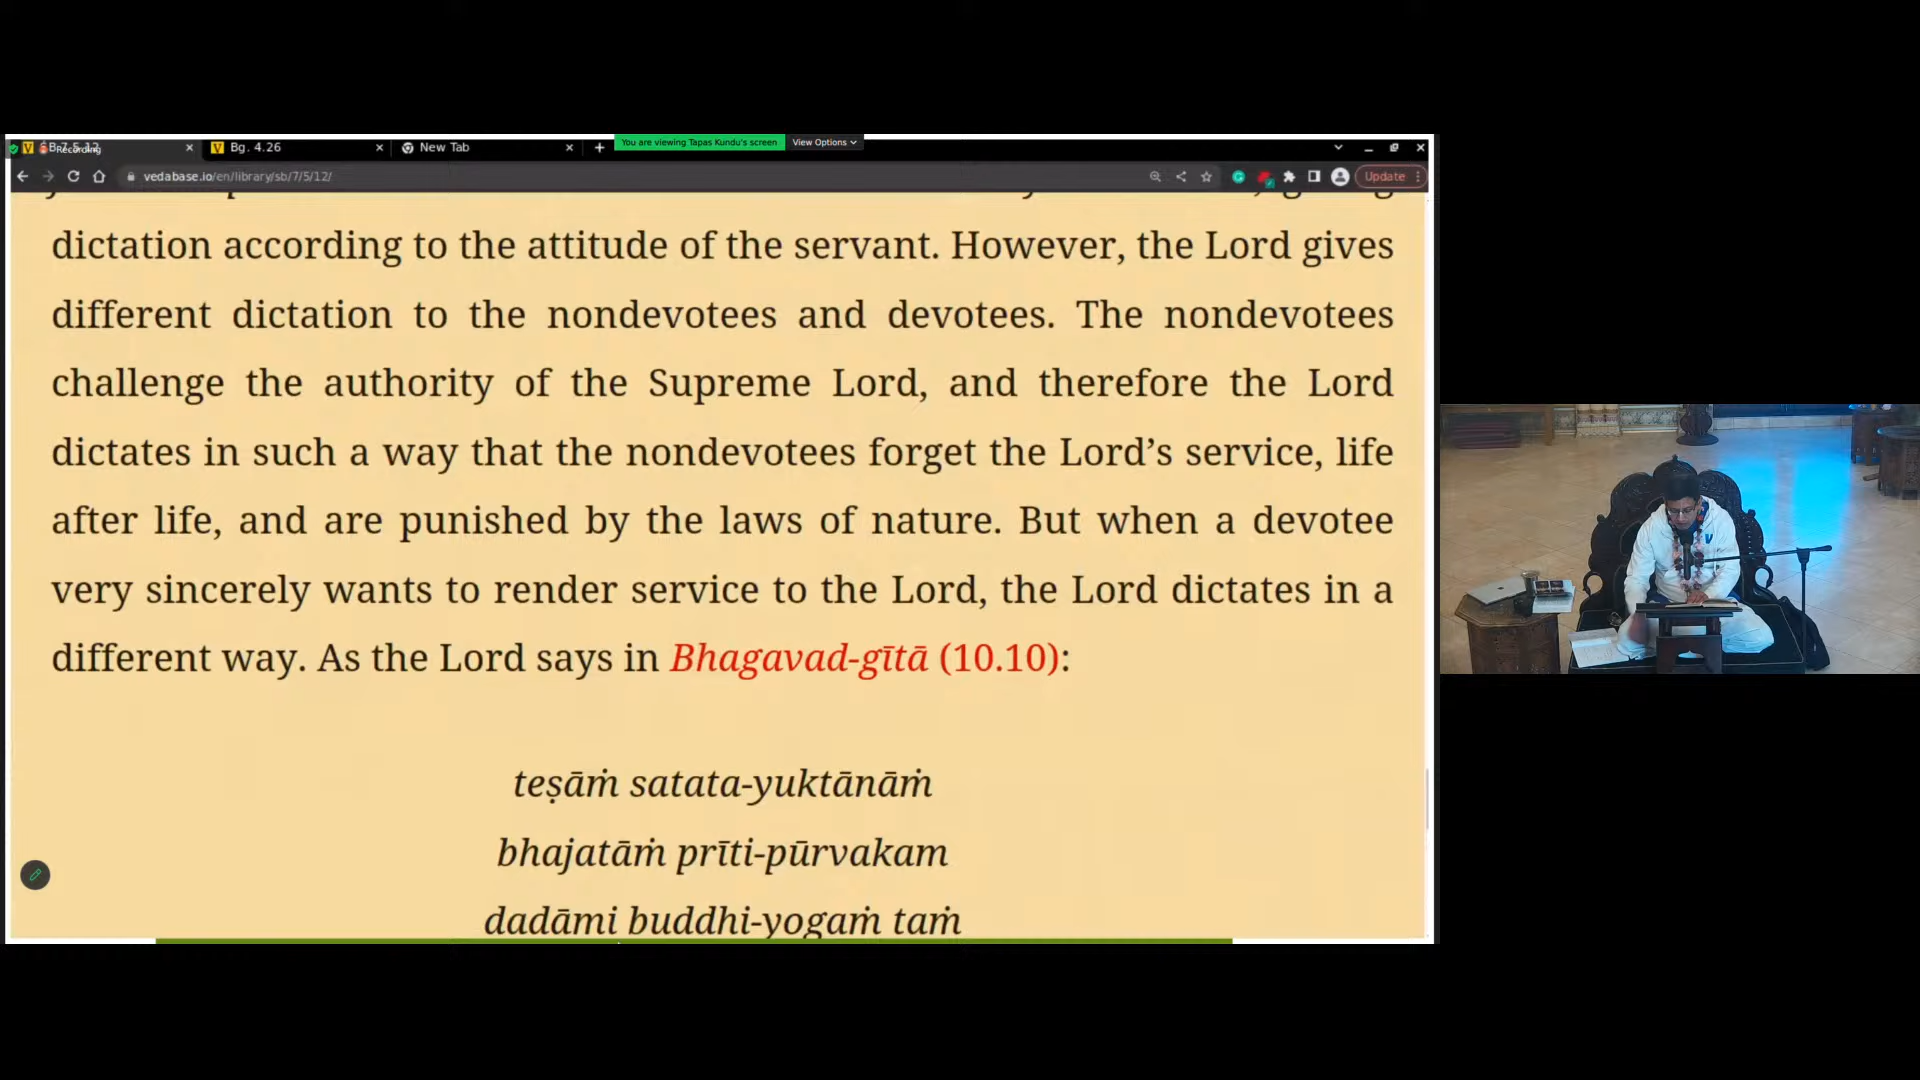 ŚB 7.5.12
Recording
Bg. 4.26
New Tab
You are viewing Tapas Kundu's screen
View Options
vedabase.io/en/library/sb/7/5/12/
Update
dictation according to the attitude of the servant. However, the Lord gives
different dictation to the nondevotees and devotees. The nondevotees
challenge the authority of the Supreme Lord, and therefore the Lord
dictates in such a way that the nondevotees forget the Lord’s service, life
after life, and are punished by the laws of nature. But when a devotee
very sincerely wants to render service to the Lord, the Lord dictates in a
different way. As the Lord says in Bhagavad-gītā (10.10):
teṣāṁ satata-yuktānāṁ
bhajatāṁ prīti-pūrvakam
dadāmi buddhi-yogaṁ taṁ